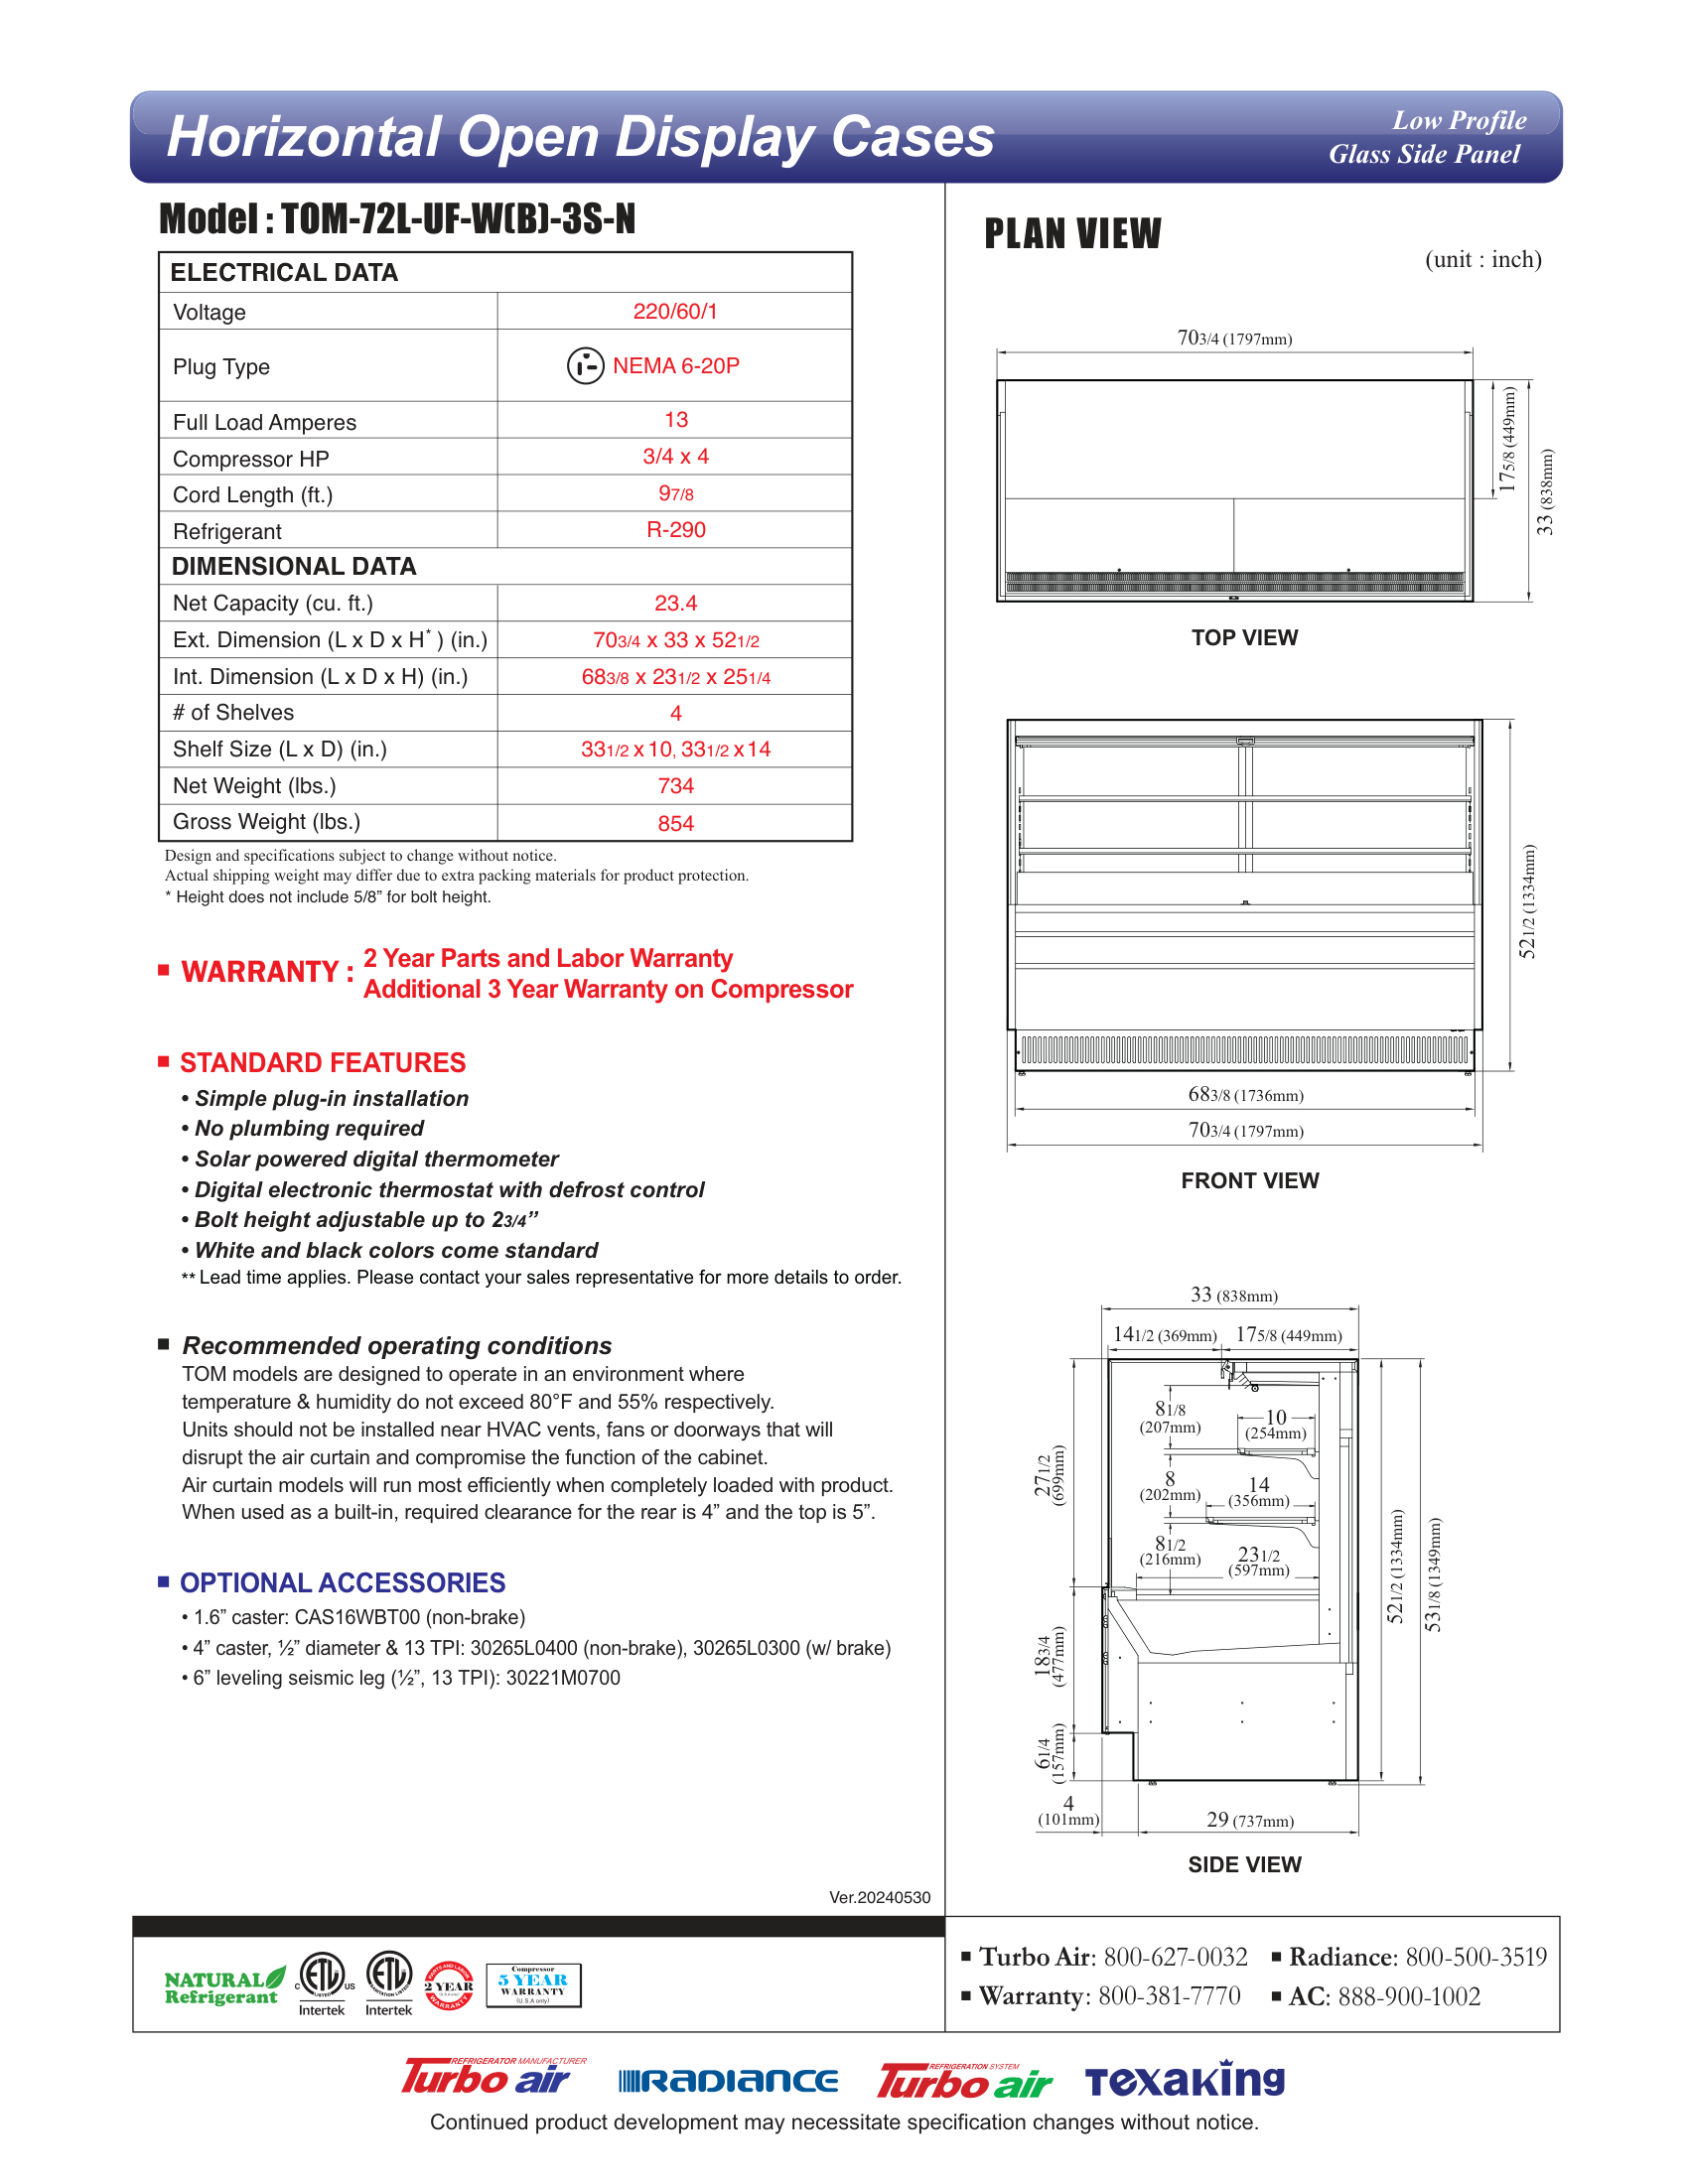 Horizontal Open Display Cases
Low Profile
Glass Side Panel
Model : TOM-72L-UF-W(B)-3S-N
ELECTRICAL DATA
Voltage 220/60/1
Plug Type NEMA 6-20P
Full Load Amperes 13
Compressor HP 3/4 x 4
Cord Length (ft.) 97/8
Refrigerant R-290
DIMENSIONAL DATA
Net Capacity (cu. ft.) 23.4
Ext. Dimension (L x D x H*) (in.) 703/4 x 33 x 521/2
Int. Dimension (L x D x H) (in.) 683/8 x 231/2 x 251/4
# of Shelves 4
Shelf Size (L x D) (in.) 331/2 x 10, 331/2 x 14
Net Weight (lbs.) 734
Gross Weight (lbs.) 854
Design and specifications subject to change without notice.
Actual shipping weight may differ due to extra packing materials for product protection.
* Height does not include 5/8” for bolt height.
WARRANTY : 2 Year Parts and Labor Warranty
Additional 3 Year Warranty on Compressor
STANDARD FEATURES
• Simple plug-in installation
• No plumbing required
• Solar powered digital thermometer
• Digital electronic thermostat with defrost control
• Bolt height adjustable up to 23/4”
• White and black colors come standard
** Lead time applies. Please contact your sales representative for more details to order.
Recommended operating conditions
TOM models are designed to operate in an environment where
temperature & humidity do not exceed 80°F and 55% respectively.
Units should not be installed near HVAC vents, fans or doorways that will
disrupt the air curtain and compromise the function of the cabinet.
Air curtain models will run most efficiently when completely loaded with product.
When used as a built-in, required clearance for the rear is 4” and the top is 5”.
OPTIONAL ACCESSORIES
• 1.6” caster: CAS16WBT00 (non-brake)
• 4” caster, ½” diameter & 13 TPI: 30265L0400 (non-brake), 30265L0300 (w/ brake)
• 6” leveling seismic leg (½”, 13 TPI): 30221M0700
Ver.20240530
PLAN VIEW
(unit : inch)
703/4 (1797mm)
175/8 (449mm)
33 (838mm)
TOP VIEW
521/2 (1334mm)
683/8 (1736mm)
703/4 (1797mm)
FRONT VIEW
33 (838mm)
141/2 (369mm) 175/8 (449mm)
81/8
(207mm)
10
(254mm)
271/2
(699mm)
8
(202mm)
14
(356mm)
81/2
(216mm)
231/2
(597mm)
521/2 (1334mm)
531/8 (1349mm)
183/4
(477mm)
61/4
(157mm)
4
(101mm)
29 (737mm)
SIDE VIEW
NATURAL
Refrigerant
C ETL US
LISTED
Intertek
ETL
SANITATION LISTED
Intertek
PARTS AND LABOR
2 YEAR
WARRANTY
Compressor
5 YEAR
WARRANTY
(U.S.A only)
Turbo Air: 800-627-0032
Radiance: 800-500-3519
Warranty: 800-381-7770
AC: 888-900-1002
REFRIGERATOR MANUFACTURER
Turbo air
RADIANCE
REFRIGERATION SYSTEM
Turbo air
Texaking
Continued product development may necessitate specification changes without notice.